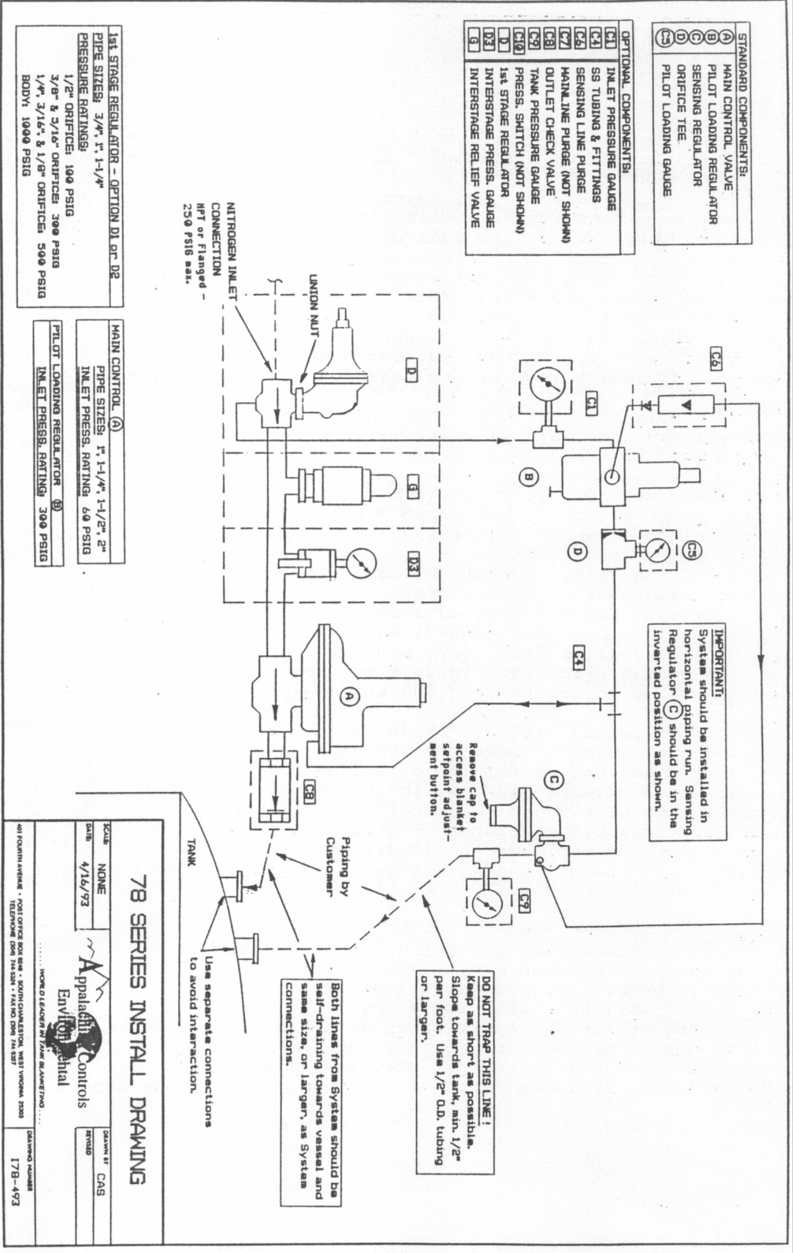 STANDARD COMPONENTS:
A MAIN CONTROL VALVE
B PILOT LOADING REGULATOR
C SENSING REGULATOR
D ORIFICE TEE
C5 PILOT LOADING GAUGE
OPTIONAL COMPONENTS:
C1 INLET PRESSURE GAUGE
C4 SS TUBING & FITTINGS
C6 SENSING LINE PURGE
C7 MAINLINE PURGE (NOT SHOWN)
C8 OUTLET CHECK VALVE
C9 TANK PRESSURE GAUGE
C10 PRESS. SWITCH (NOT SHOWN)
D 1st STAGE REGULATOR
D3 INTERSTAGE PRESS. GAUGE
G INTERSTAGE RELIEF VALVE
1st STAGE REGULATOR - OPTION D1 or D2
PIPE SIZES: 3/4", 1", 1-1/4"
PRESSURE RATINGS:
1/2" ORIFICE: 100 PSIG
3/8" & 5/16" ORIFICE: 300 PSIG
1/4", 3/16", & 1/8" ORIFICE: 500 PSIG
BODY: 1000 PSIG
MAIN CONTROL A
PIPE SIZES: 1", 1-1/4", 1-1/2", 2"
INLET PRESS. RATING: 60 PSIG
PILOT LOADING REGULATOR B
INLET PRESS. RATING: 300 PSIG
NITROGEN INLET
CONNECTION
NPT or Flanged -
250 PSIG max.
UNION NUT
D
G
D3
C6
C1
B
D
C5
C4
A
C8
C
C9
IMPORTANT:
System should be installed in
horizontal piping run. Sensing
Regulator C should be in the
inverted position as shown.
Remove cap to
access blanket
setpoint adjust-
ment button.
Piping by
Customer
DO NOT TRAP THIS LINE!
Keep as short as possible.
Slope towards tank, min. 1/2"
per foot. Use 1/2" O.D. tubing
or larger.
Both lines from System should be
self-draining towards vessel and
same size, or larger, as System
connections.
Use separate connections
to avoid interaction.
TANK
78 SERIES INSTALL DRAWING
SCALE NONE
DATE 4/16/93
Appalachian Controls
Environmental
......WORLD LEADER IN TANK BLANKETING......
DRAWN BY CAS
REVISED
401 FOURTH AVENUE • POST OFFICE BOX 8246 • SOUTH CHARLESTON, WEST VIRGINIA 25303
TELEPHONE (304) 744-5324 • FAX NO. (304) 744-5257
DRAWING NUMBER
I78-493